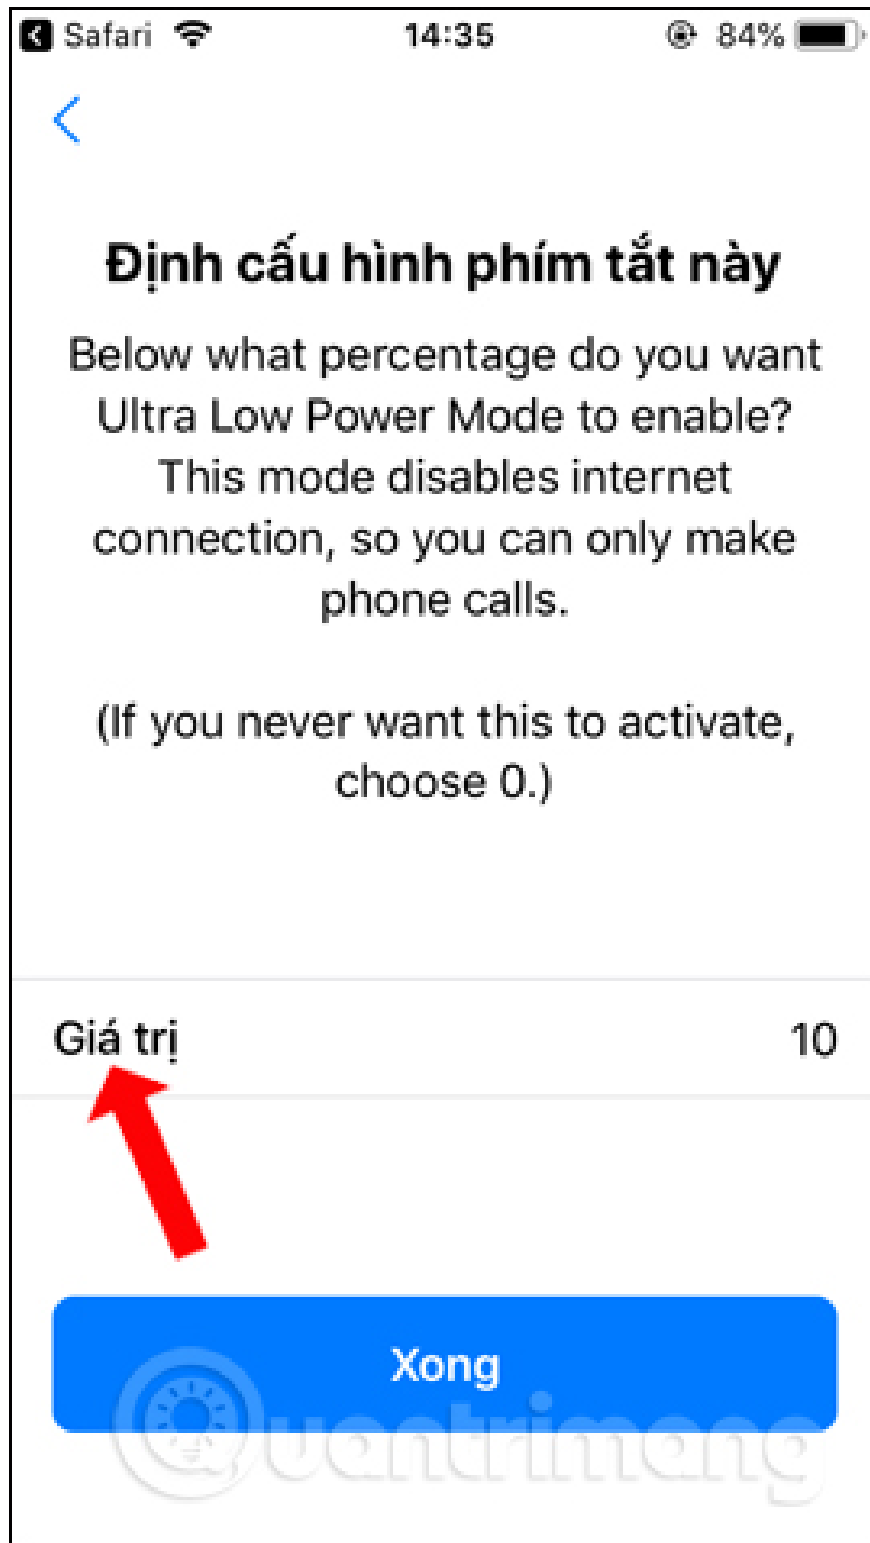 Safari 14:35 84%
Định cấu hình phím tắt này
Below what percentage do you want
Ultra Low Power Mode to enable?
This mode disables internet
connection, so you can only make
phone calls.
(If you never want this to activate,
choose 0.)
Giá trị 10
Xong
Quantrimang